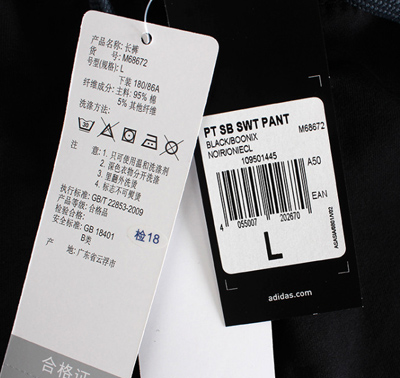 产品名称: 长裤
货 号: M68672
号型(规格): L
下装 180/86A
纤维成分: 主料: 95% 棉
5% 其他纤维
洗涤方法:
注 意: 1. 只可使用温和洗涤剂
2. 深色衣物分开洗涤
3. 里翻外洗烫
4. 标志不可熨烫
执行标准: GB/T 22853-2009
产品等级: 合格品
检验合格: 检 18
安全标准: GB 18401
B类
产 地: 广东省云浮市
合格证
PT SB SWT PANT
BLACK/BOONIX M68672
NOIR/ONIECL
109501445
A50
EAN
4 055007 202670
L
adidas.com